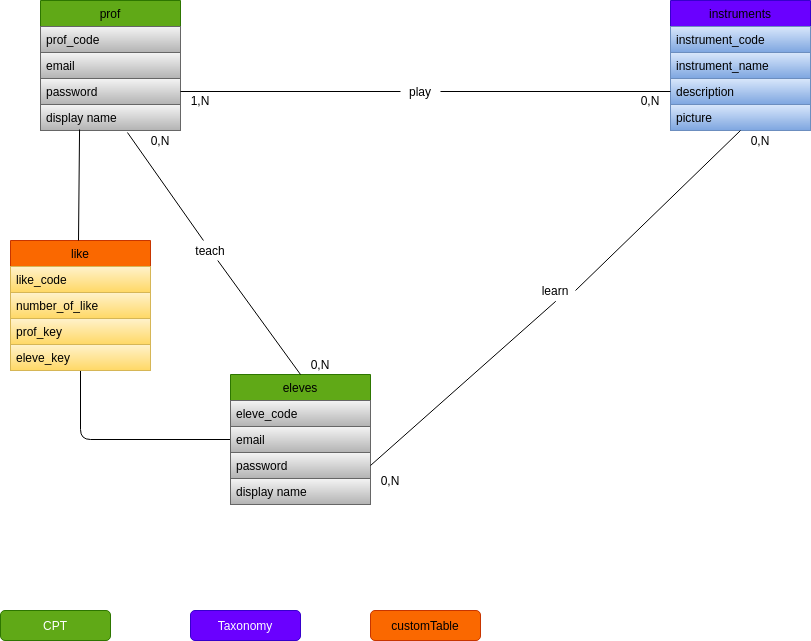 prof
prof_code
email
password
display name
instruments
instrument_code
instrument_name
description
picture
1,N
play
0,N
0,N
0,N
like
like_code
number_of_like
prof_key
eleve_key
teach
learn
0,N
eleves
eleve_code
email
password
display name
0,N
CPT
Taxonomy
customTable